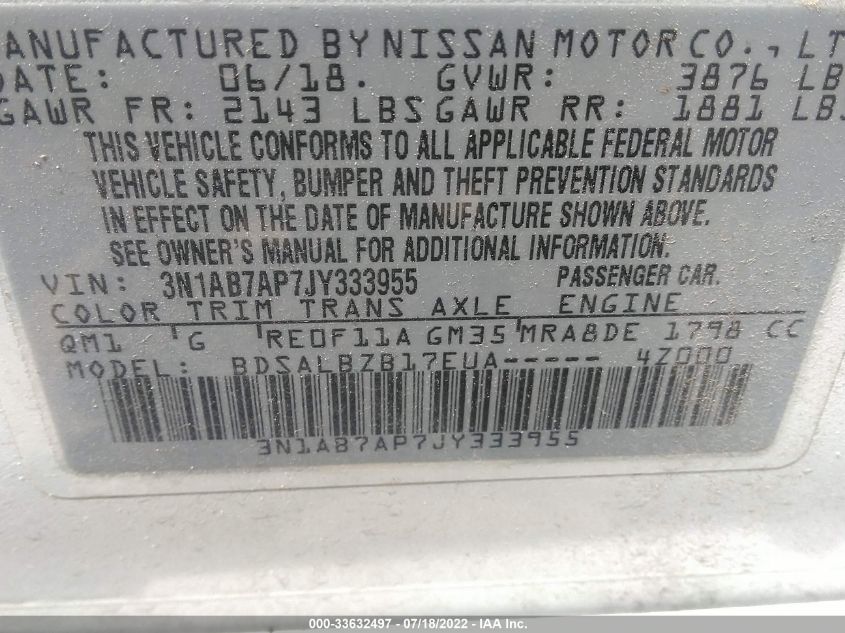 ANUFACTURED BY NISSAN MOTOR CO., LT
DATE: 06/18. GVWR: 3876 LB
GAWR FR: 2143 LBS GAWR RR: 1881 LBS
THIS VEHICLE CONFORMS TO ALL APPLICABLE FEDERAL MOTOR
VEHICLE SAFETY, BUMPER AND THEFT PREVENTION STANDARDS
IN EFFECT ON THE DATE OF MANUFACTURE SHOWN ABOVE.
SEE OWNER'S MANUAL FOR ADDITIONAL INFORMATION.
VIN: 3N1AB7AP7JY333955 PASSENGER CAR.
COLOR TRIM TRANS AXLE ENGINE
QM1 G RE0F11A GM35 MRA8DE 1798 CC
MODEL: BDSALBZB17EUA----- 4Z000
3N1AB7AP7JY333955
000-33632497 - 07/18/2022 - IAA Inc.